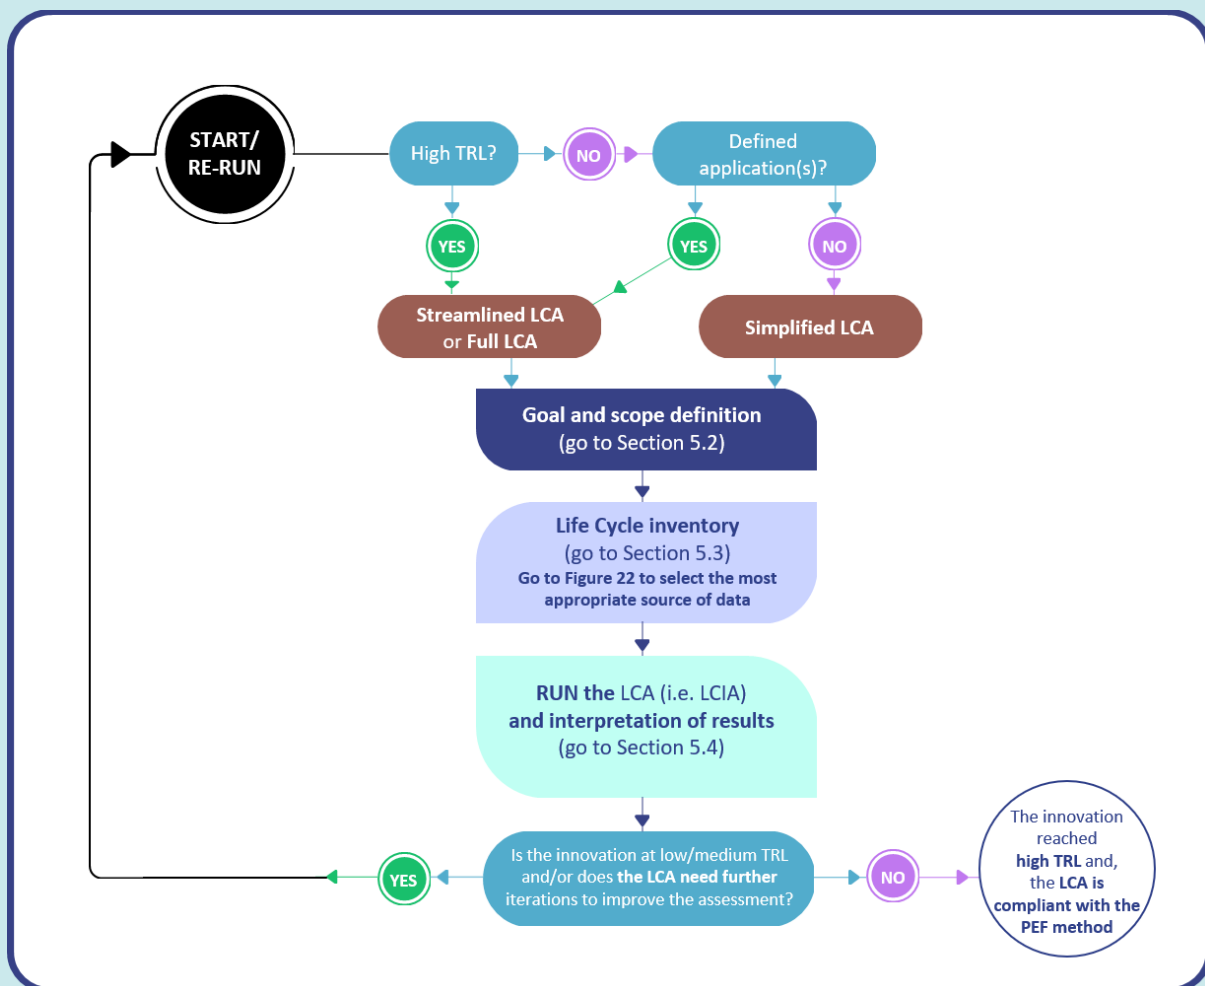 START/
RE-RUN
High TRL?
NO
Defined
application(s)?
YES
YES
NO
Streamlined LCA
or Full LCA
Simplified LCA
Goal and scope definition
(go to Section 5.2)
Life Cycle inventory
(go to Section 5.3)
Go to Figure 22 to select the most
appropriate source of data
RUN the LCA (i.e. LCIA)
and interpretation of results
(go to Section 5.4)
Is the innovation at low/medium TRL
and/or does the LCA need further
iterations to improve the assessment?
YES
NO
The innovation
reached
high TRL and,
the LCA is
compliant with the
PEF method